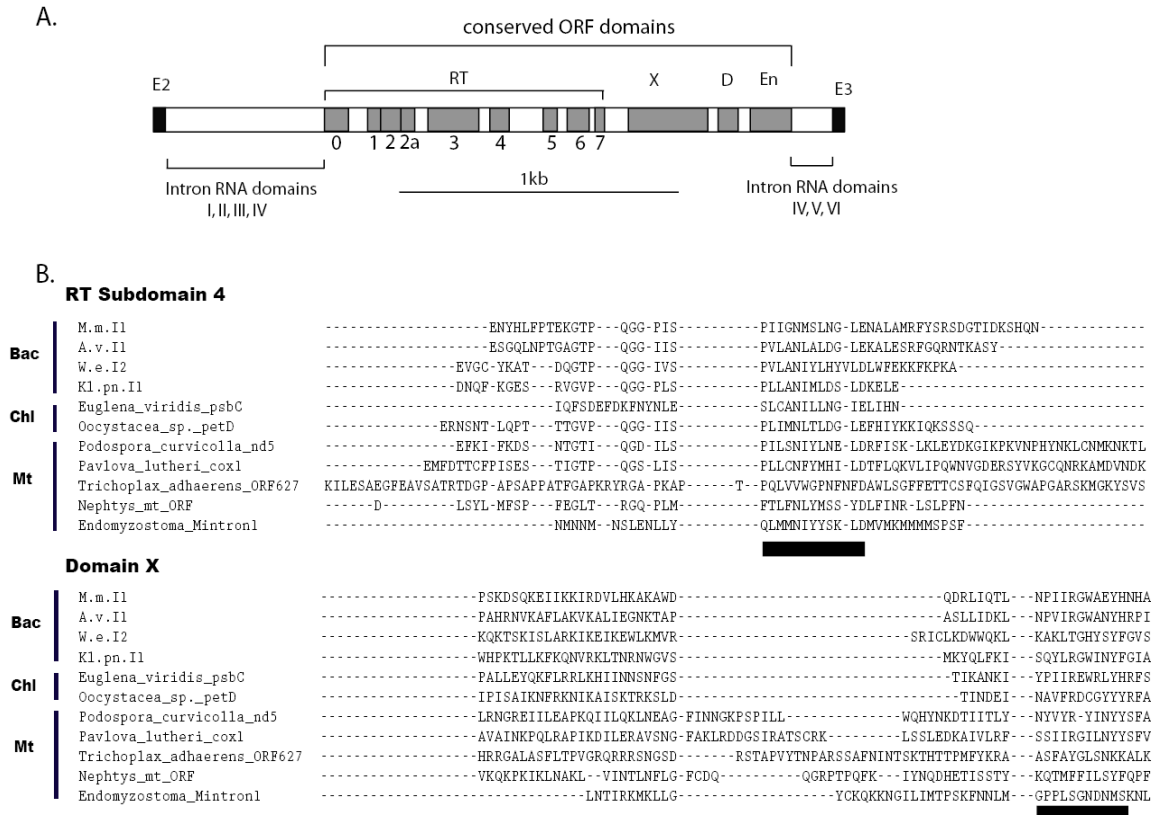 A.
conserved ORF domains
E2 RT X D En E3
0 1 2 2a 3 4 5 6 7
Intron RNA domains
I, II, III, IV
1kb
Intron RNA domains
IV, V, VI
B.
RT Subdomain 4
Bac
M.m.I1 --------------------ENYHLFPTEKGTP---QGG-PIS----------PIIGNMSLNG-LENALAMRFYSRSDGTIDKSHQN-------------
A.v.I1 --------------------ESGQLNPTGAGTP---QGG-IIS----------PVLANLALDG-LEKALESRFGQRNTKASY------------------
W.e.I2 ----------------EVGC-YKAT---DQGTP---QGG-IVS----------PVLANIYLHYVLDLWFEKKFKPKA-----------------------
Kl.pn.I1 ----------------DNQF-KGES---RVGVP---QGG-PLS----------PLLANIMLDS-LDKELE------------------------------
Chl
Euglena_viridis_psbC ----------------------------IQFSDEFDKFNYNLE----------SLCANILLNG-IELIHN------------------------------
Oocystacea_sp._petD --------------ERNSNT-LQPT---TTGVP---QGG-IIS----------PLIMNLTLDG-LEFHIYKKIQKSSSQ---------------------
Mt
Podospora_curvicolla_nd5 ----------------EFKI-FKDS---NTGTI---QGD-ILS----------PILSNIYLNE-LDRFISK-LKLEYDKGIKPKVNPHYNKLCNMKNKTL
Pavlova_lutheri_cox1 ------------EMFDTTCFPISES---TIGTP---QGS-LIS----------PLLCNFYMHI-LDTFLQKVLIPQWNVGDERSYVKGCQNRKAMDVNDK
Trichoplax_adhaerens_ORF627 KILESAEGFEAVSATRTDGP-APSAPPATFGAPKRYRGA-PKAP------T--PQLVVWGPNFNFDAWLSGFFETTCSFQIGSVGWAPGARSKMGKYSVS
Nephtys_mt_ORF ------D---------LSYL-MFSP---FEGLT---RGQ-PLM----------FTLFNLYMSS-YDLFINR-LSLPFN----------------------
Endomyzostoma_Mintron1 ----------------------------NMNNM--NSLENLLY----------QLMMNIYYSK-LDMVMKMMMMSPSF----------------------
Domain X
Bac
M.m.I1 -------------------PSKDSQKEIIKKIRDVLHKAKAWD--------------------------------QDRLIQTL---NPIIRGWAEYHNHA
A.v.I1 -------------------PAHRNVKAFLAKVKALIEGNKTAP--------------------------------ASLLIDKL---NPVIRGWANYHRPI
W.e.I2 -------------------KQKTSKISLARKIKEIKEWLKMVR----------------------------SRICLKDWWQKL---KAKLTGHYSYFGVS
Kl.pn.I1 -------------------WHPKTLLKFKQNVRKLTNRNWGVS--------------------------------MKYQLFKI---SQYLRGWINYFGIA
Chl
Euglena_viridis_psbC -------------------PALLEYQKFLRRLKHIINNSNFGS----------------------------------TIKANKI---YPIIREWRLYHRFS
Oocystacea_sp._petD -------------------IPISAIKNFRKNIKAISKTRKSLD----------------------------------TINDEI---NAVFRDCGYYYRFA
Mt
Podospora_curvicolla_nd5 -------------------LRNGREIILEAPKQIILQKLNEAG-FINNGKPSPILL--------------WQHYNKDTIITLY---NYVYR-YINYYSFA
Pavlova_lutheri_cox1 -------------------AVAINKPQLRAPIKDILERAVSNG-FAKLRDDGSIRATSCRK---------LSSLEDKAIVLRF---SSIIRGILNYYSFV
Trichoplax_adhaerens_ORF627 -------------------HRRGALASFLTPVGRQRRRSNGSD-------RSTAPVYTNPARSSAFNINTSKTHTTPMFYKRA---ASFAYGLSNKKALK
Nephtys_mt_ORF -------------------VKQKPKIKLNAKL--VINTLNFLG-FCDQ----------QGRPTPQFK---IYNQDHETISSTY---KQTMFFILSYFQPF
Endomyzostoma_Mintron1 --------------------------------LNTIRKMKLLG-------------------YCKQKKNGILIMTPSKFNNLM---GPPLSGNDNMSKNL